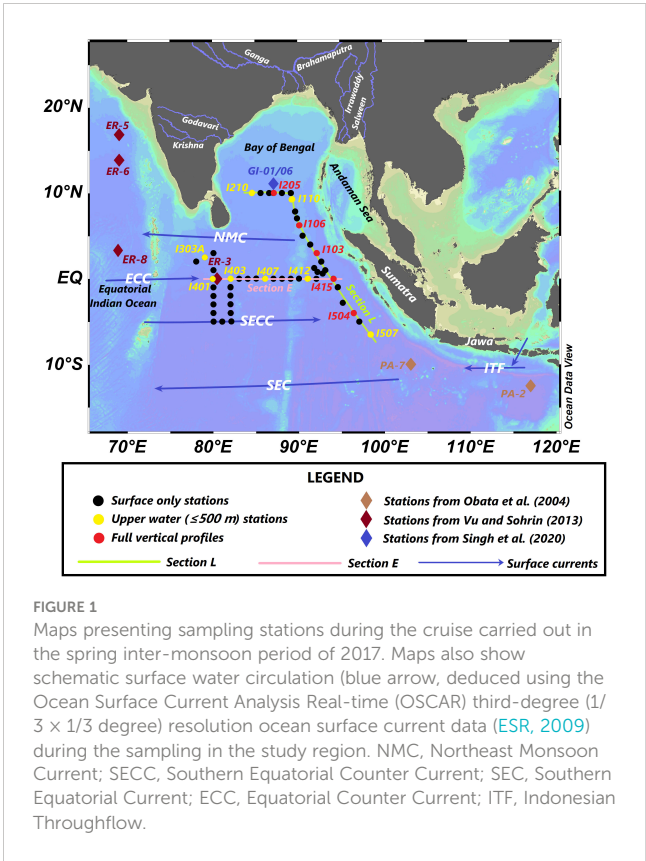 Ganga
Brahamaputra
Irrawaddy
Salween
20°N
ER-5
Godavari
Krishna
ER-6
Bay of Bengal
GI-01/06
10°N
I210
I205
I110
Andaman Sea
I106
NMC
ER-8
I303A
I103
ER-3
I403
I407
I412
EQ
ECC
I401
Section E
I415
Sumatra
Equatorial
Indian Ocean
Section L
SECC
I504
I507
Jawa
10°S
PA-7
ITF
SEC
PA-2
Ocean Data View
70°E 80°E 90°E 100°E 110°E 120°E
LEGEND
Surface only stations
Upper water (≤500 m) stations
Full vertical profiles
Stations from Obata et al. (2004)
Stations from Vu and Sohrin (2013)
Stations from Singh et al. (2020)
Section L Section E Surface currents
FIGURE 1
Maps presenting sampling stations during the cruise carried out in
the spring inter-monsoon period of 2017. Maps also show
schematic surface water circulation (blue arrow, deduced using the
Ocean Surface Current Analysis Real-time (OSCAR) third-degree (1/
3 × 1/3 degree) resolution ocean surface current data (ESR, 2009)
during the sampling in the study region. NMC, Northeast Monsoon
Current; SECC, Southern Equatorial Counter Current; SEC, Southern
Equatorial Current; ECC, Equatorial Counter Current; ITF, Indonesian
Throughflow.